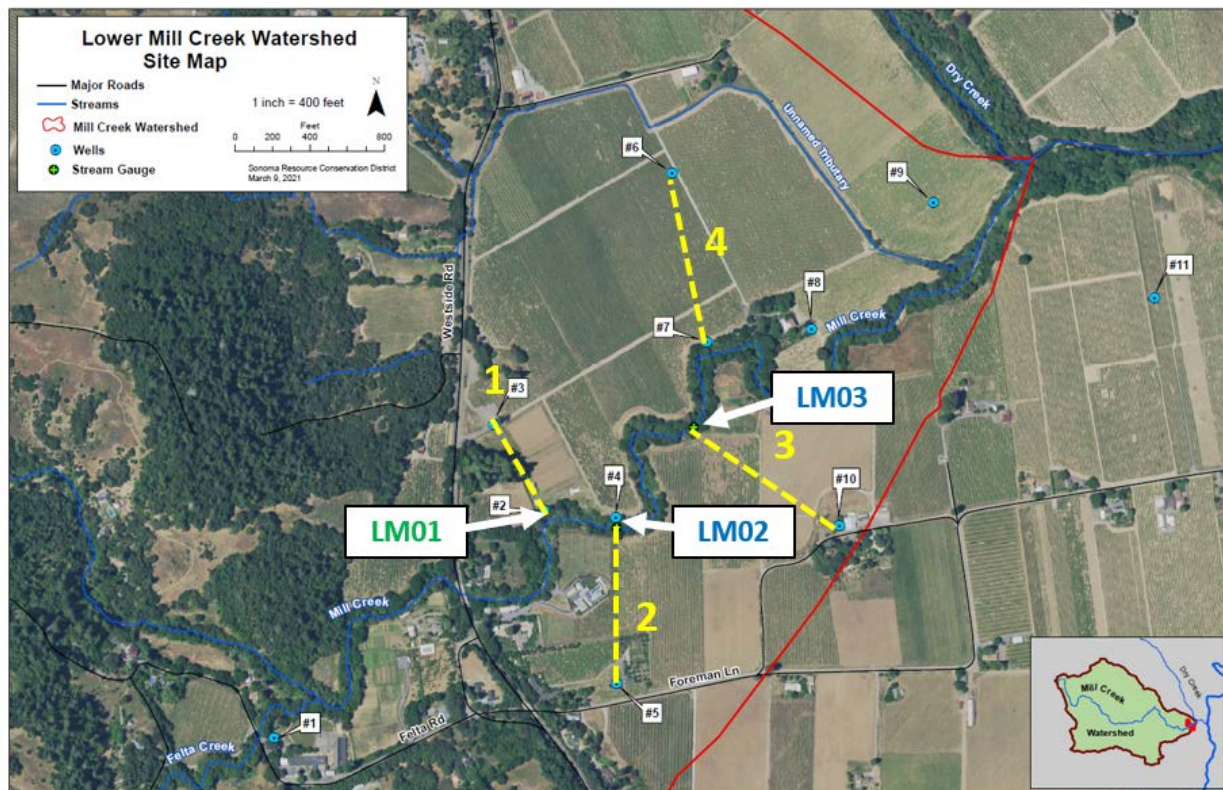 Lower Mill Creek Watershed
Site Map
Major Roads
Streams
Mill Creek Watershed
Wells
Stream Gauge
N
1 inch = 400 feet
Feet
0 200 400 800
Sonoma Resource Conservation District
March 9, 2021
Dry Creek
Unnamed Tributary
#6
#9
4
#11
#8
Mill Creek
#7
Westside Rd
1
#3
LM03
3
#4
#10
#2
LM01
LM02
Mill Creek
2
Foreman Ln
#5
Felta Rd
#1
Felta Creek
Dry Creek
Mill Creek
Watershed